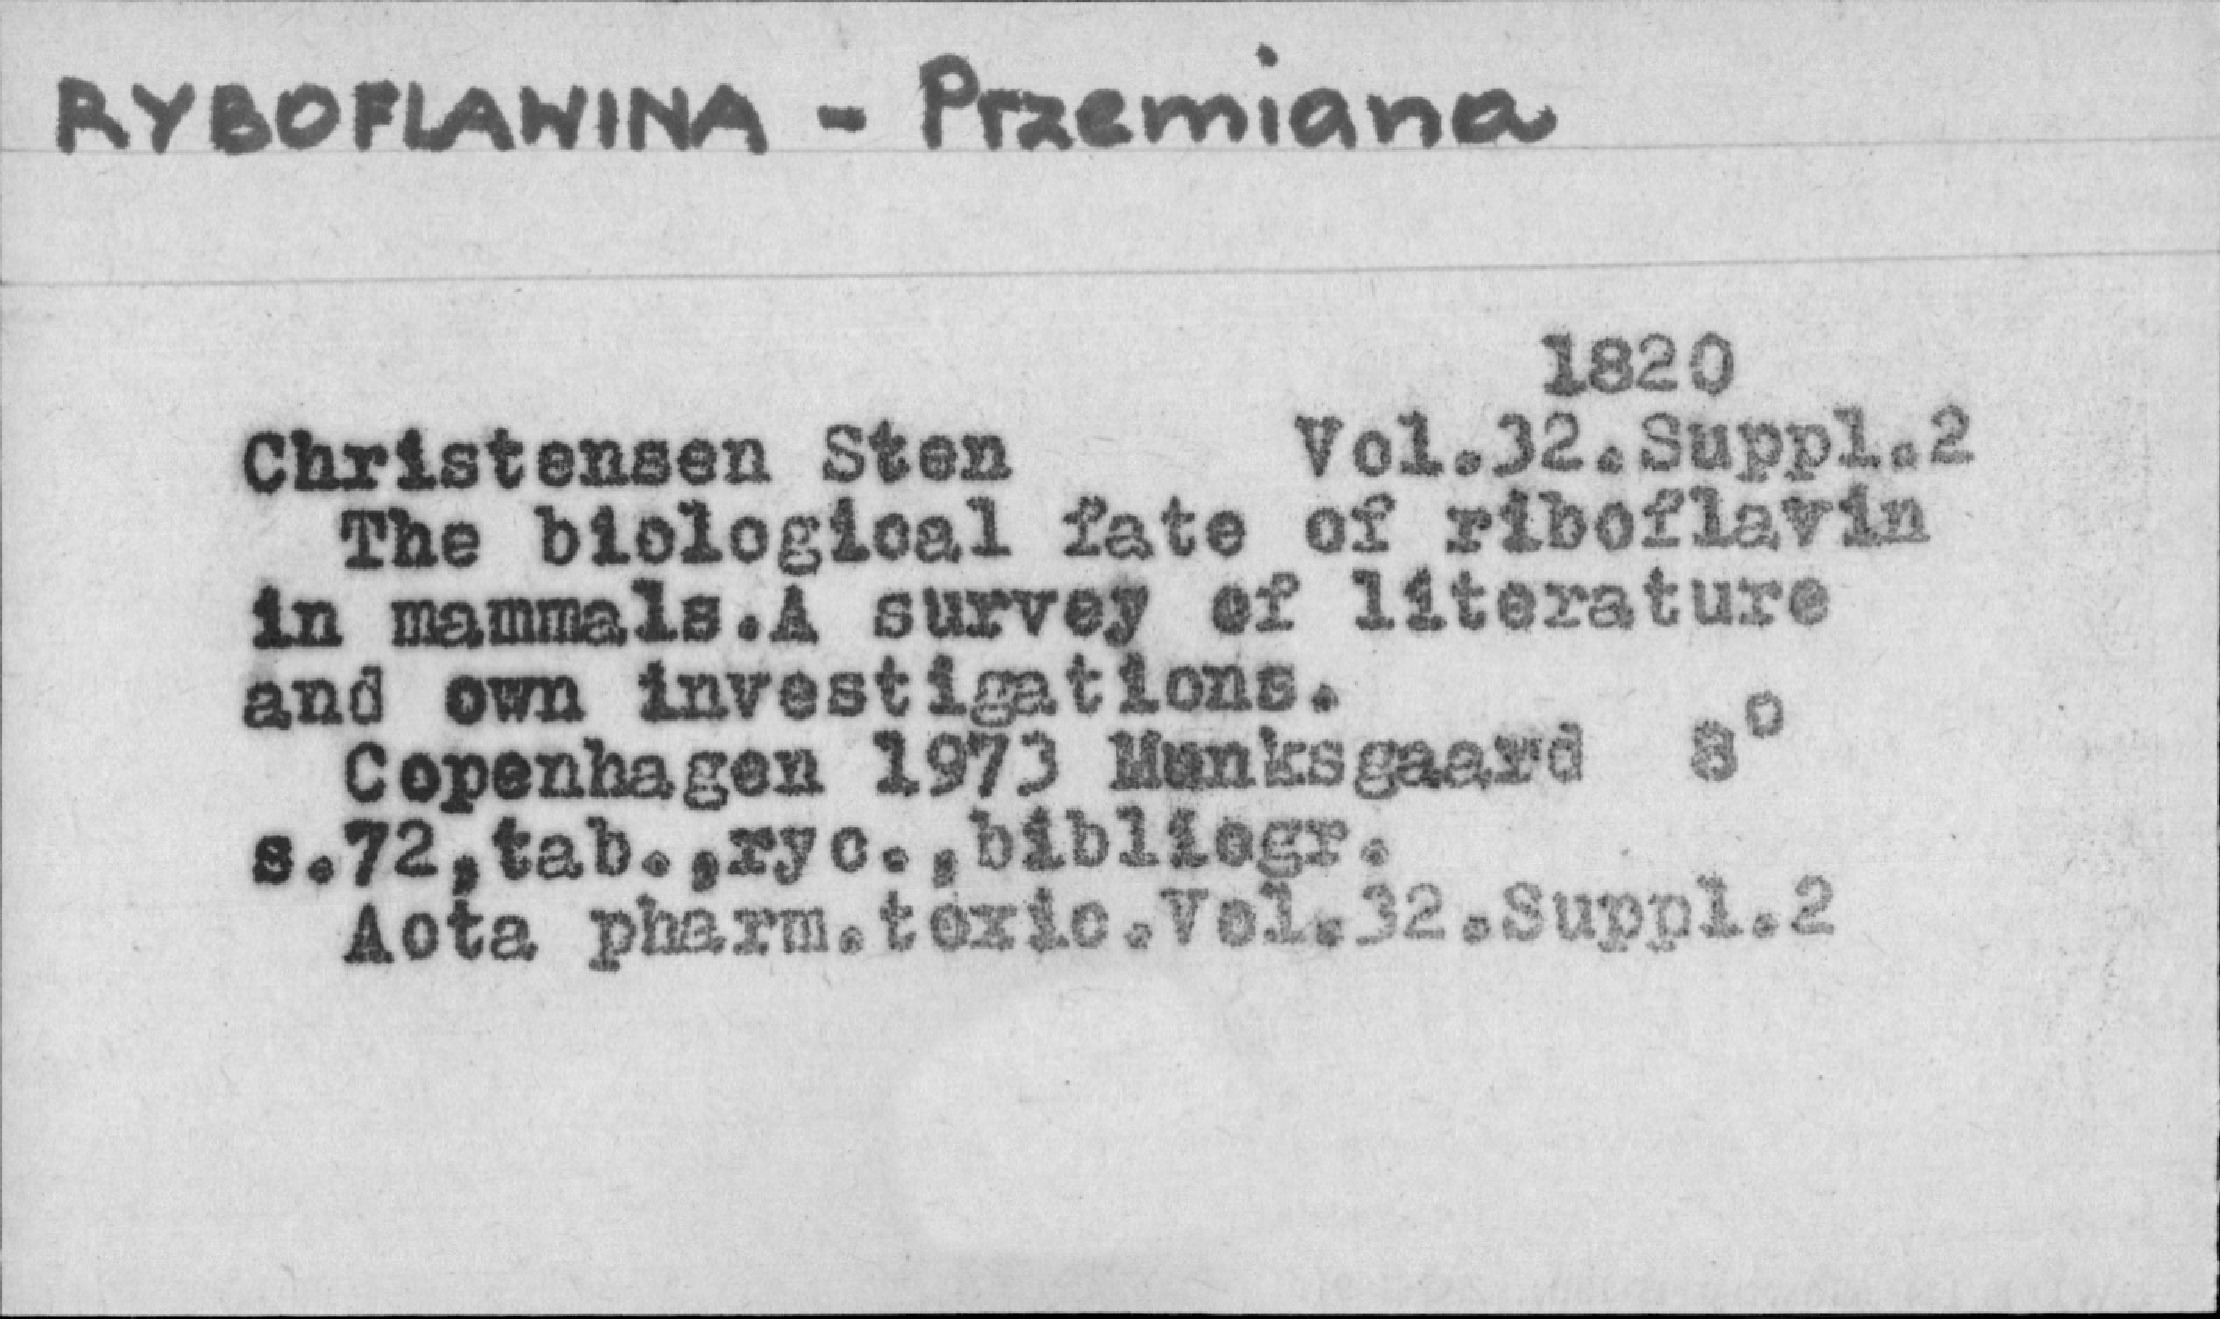 RYBOFLAWINA - Przemiana
1820
Christensen Sten Vol.32.Suppl.2
The biological fate of riboflavin
in mammals.A survey of literature
and own investigations.
Copenhagen 1973 Munksgaard 8°
s.72,tab.,ryc.,bibliogr.
Acta pharm.toxic.Vol.32.Suppl.2